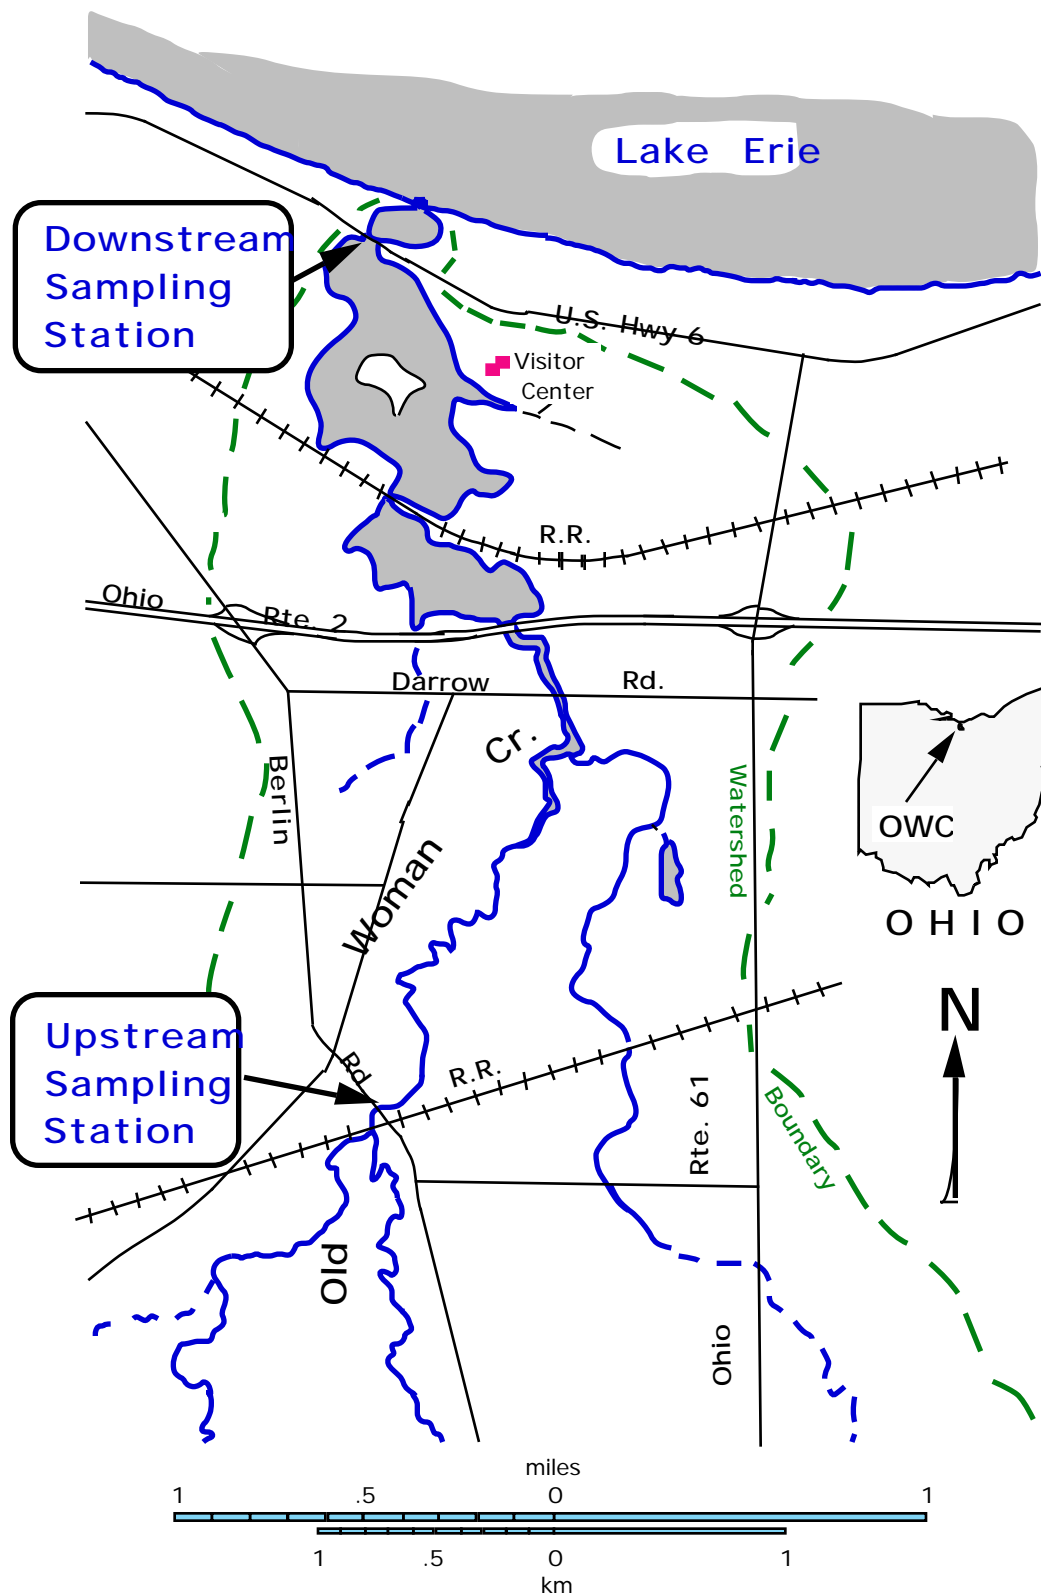 Lake Erie
Downstream
Sampling
Station
U.S. Hwy 6
Visitor
Center
R.R.
Ohio
Rte. 2
Darrow
Rd.
Cr.
Berlin
Watershed
OWC
Woman
OHIO
N
Upstream
Sampling
Station
Rd
R.R.
Rte. 61
Boundary
Old
Ohio
miles
1 .5 0 1
1 .5 0 1
km